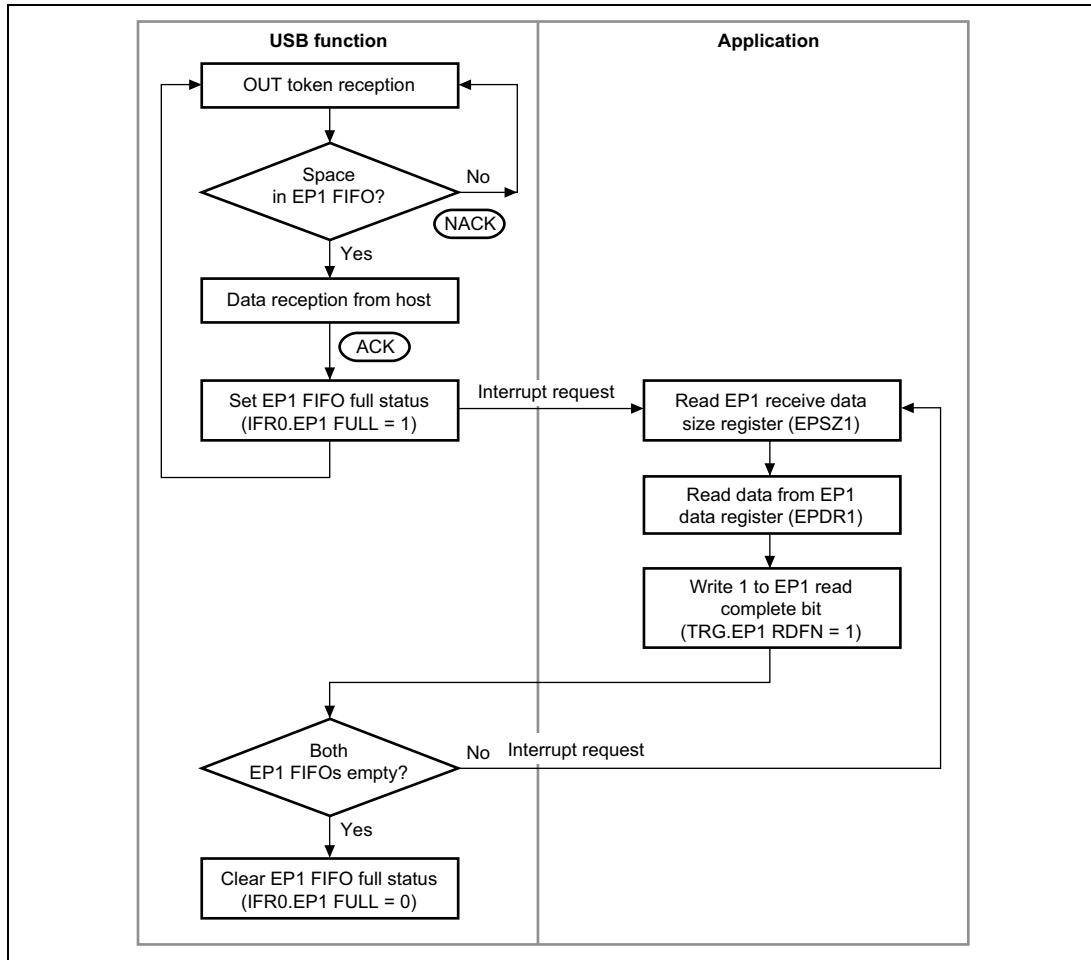 USB function
Application
OUT token reception
Space
in EP1 FIFO?
No
NACK
Yes
Data reception from host
ACK
Set EP1 FIFO full status
(IFR0.EP1 FULL = 1)
Interrupt request
Read EP1 receive data
size register (EPSZ1)
Read data from EP1
data register (EPDR1)
Write 1 to EP1 read
complete bit
(TRG.EP1 RDFN = 1)
Both
EP1 FIFOs empty?
No
Interrupt request
Yes
Clear EP1 FIFO full status
(IFR0.EP1 FULL = 0)